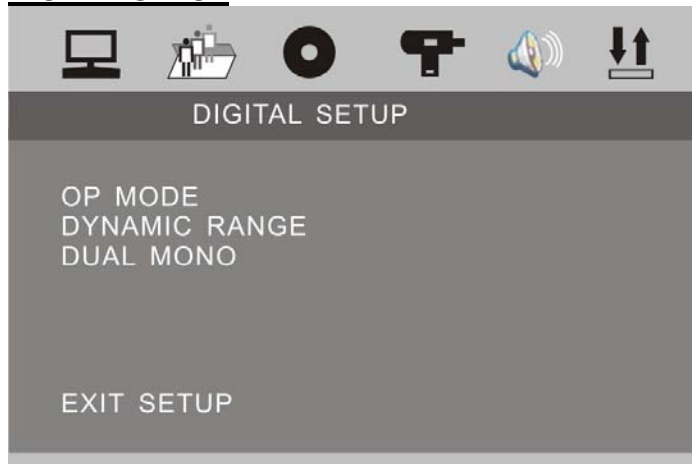 DIGITAL SETUP
OP MODE
DYNAMIC RANGE
DUAL MONO
EXIT SETUP